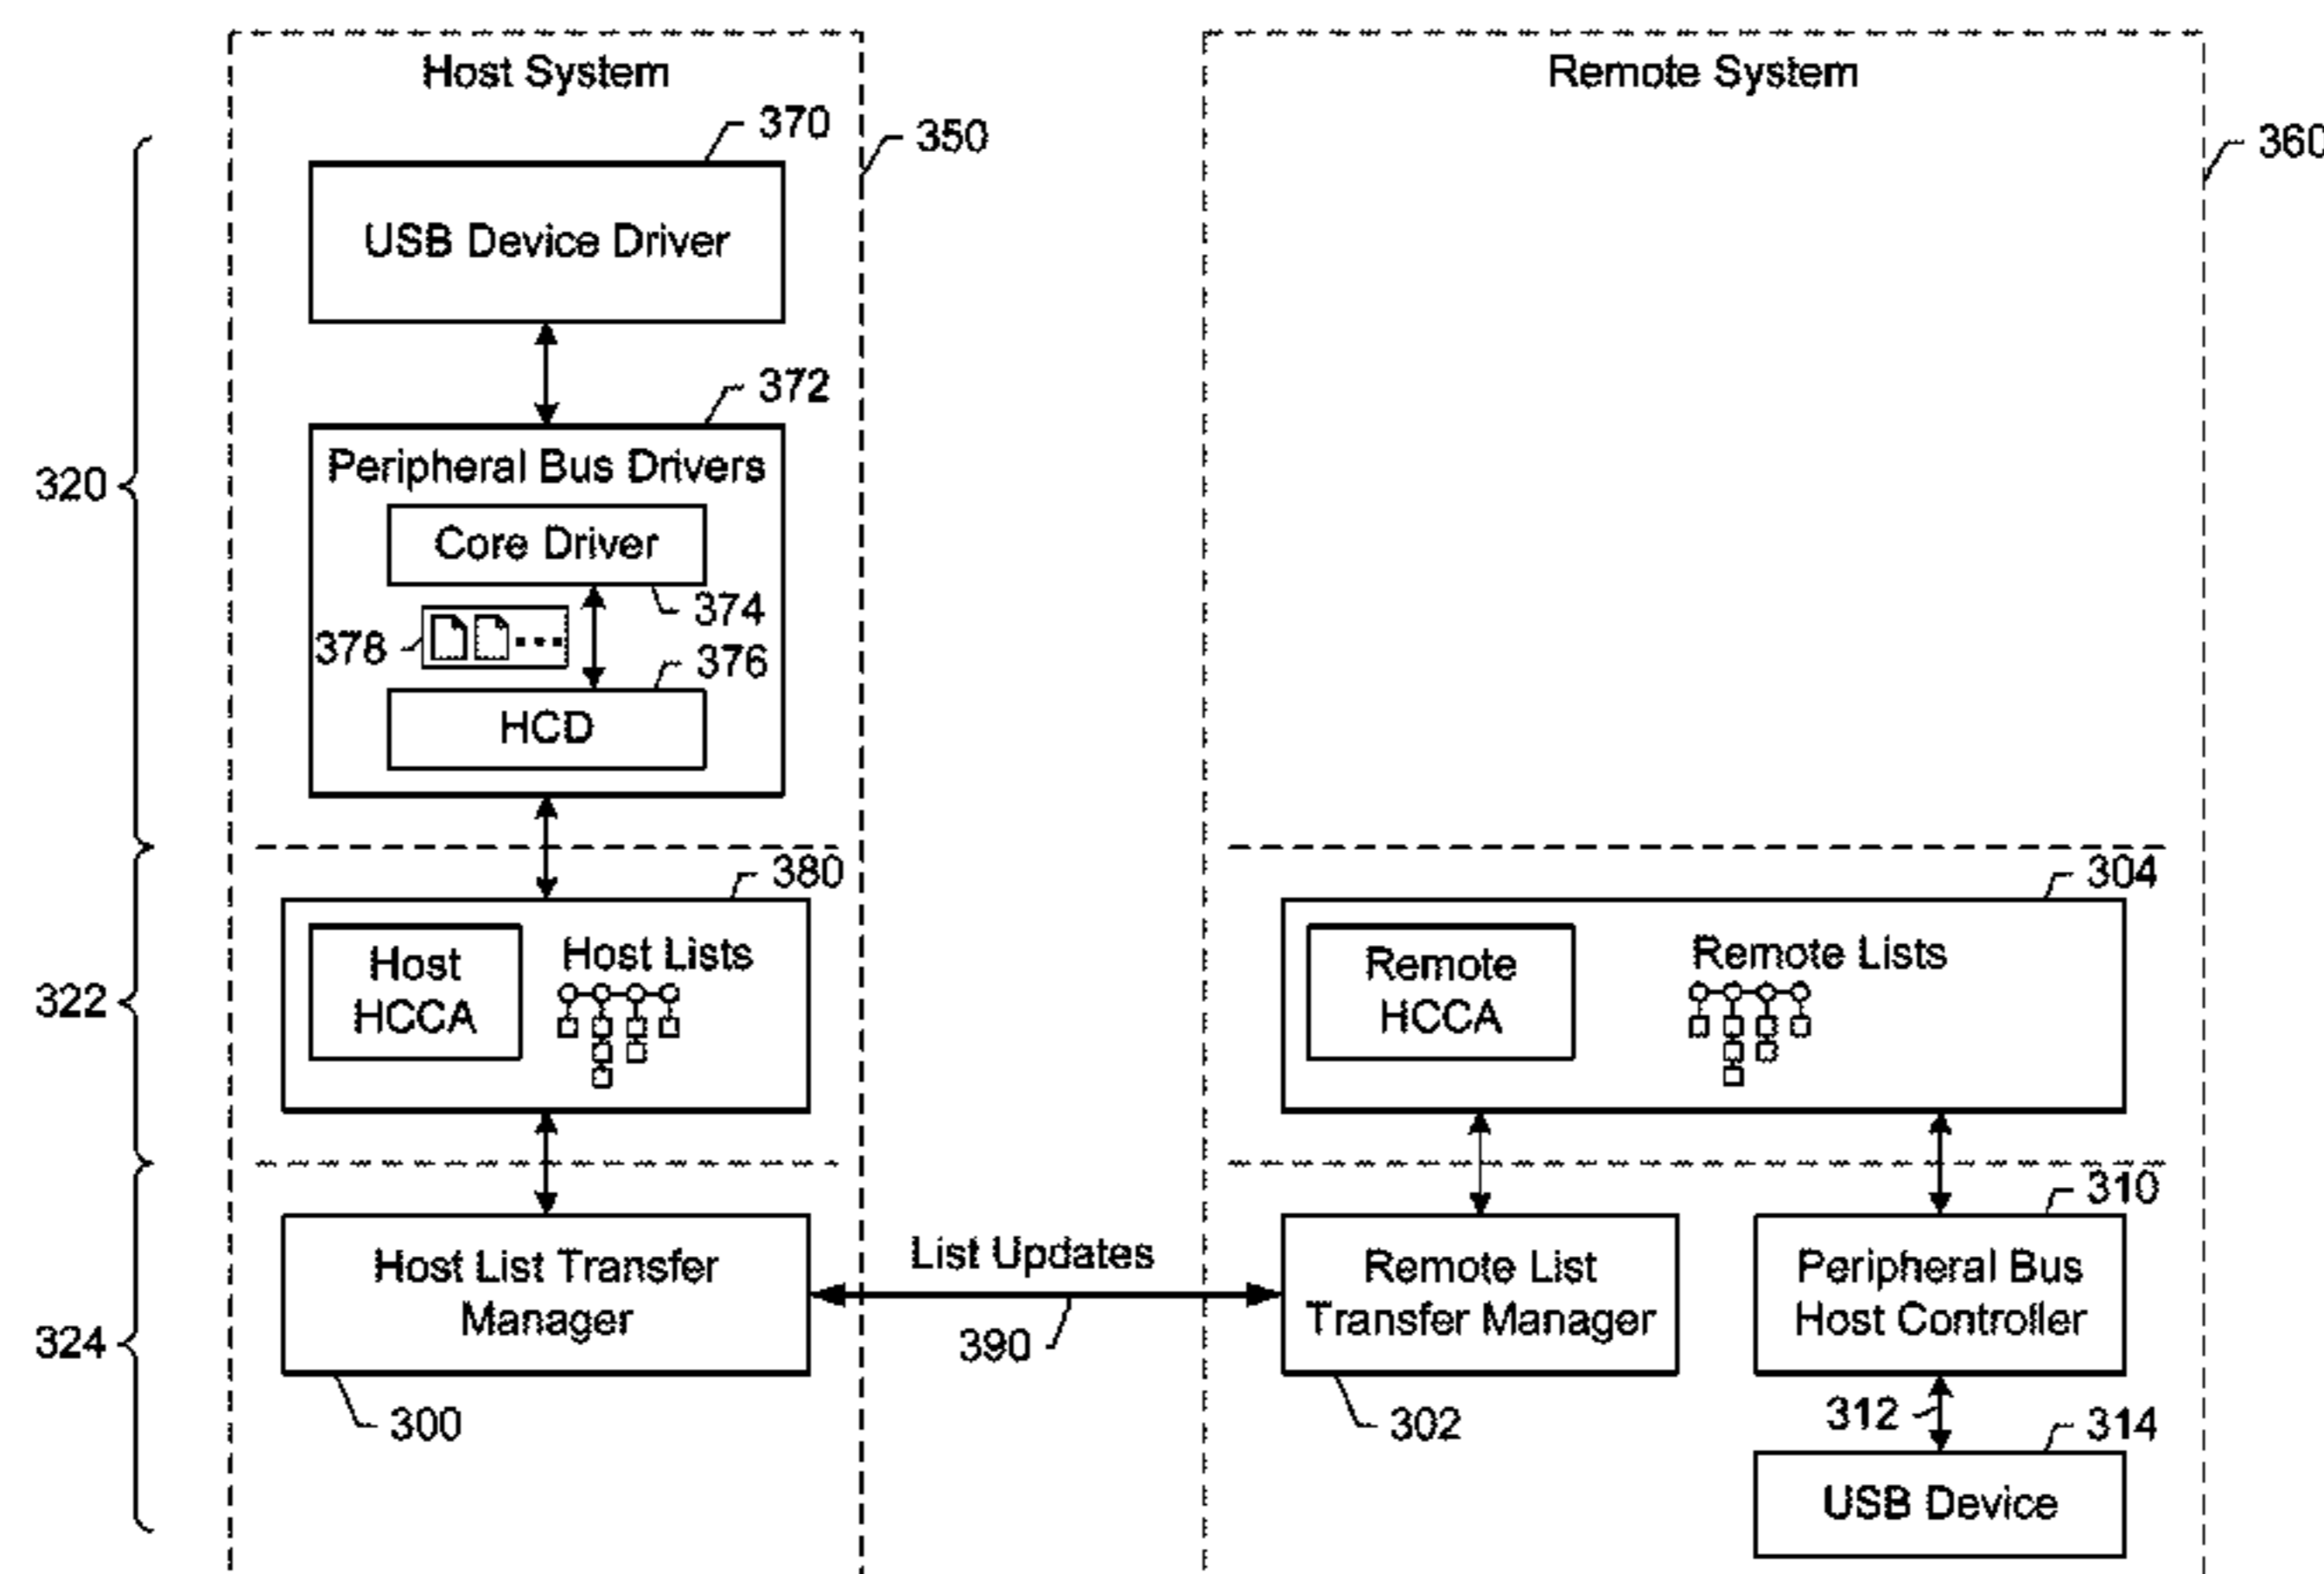 Host System
Remote System
370
350
360
USB Device Driver
372
320
Peripheral Bus Drivers
Core Driver
374
378
376
HCD
380
304
Host
HCCA
Host Lists
Remote
HCCA
Remote Lists
322
310
Host List Transfer
Manager
List Updates
390
Remote List
Transfer Manager
Peripheral Bus
Host Controller
324
300
302
312
314
USB Device